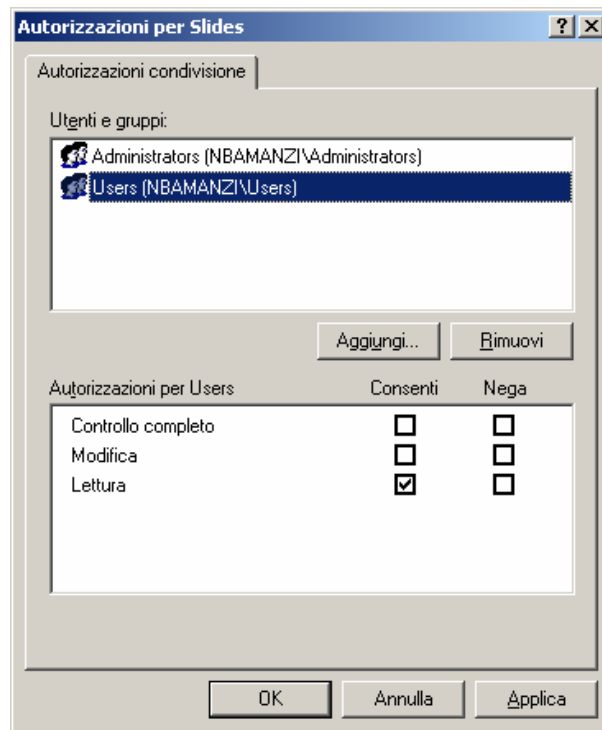 Autorizzazioni per Slides
Autorizzazioni condivisione
Utenti e gruppi:
Administrators (NBAMANZI\Administrators)
Users (NBAMANZI\Users)
Aggiungi... Rimuovi
Autorizzazioni per Users Consenti Nega
Controllo completo
Modifica
Lettura
OK Annulla Applica